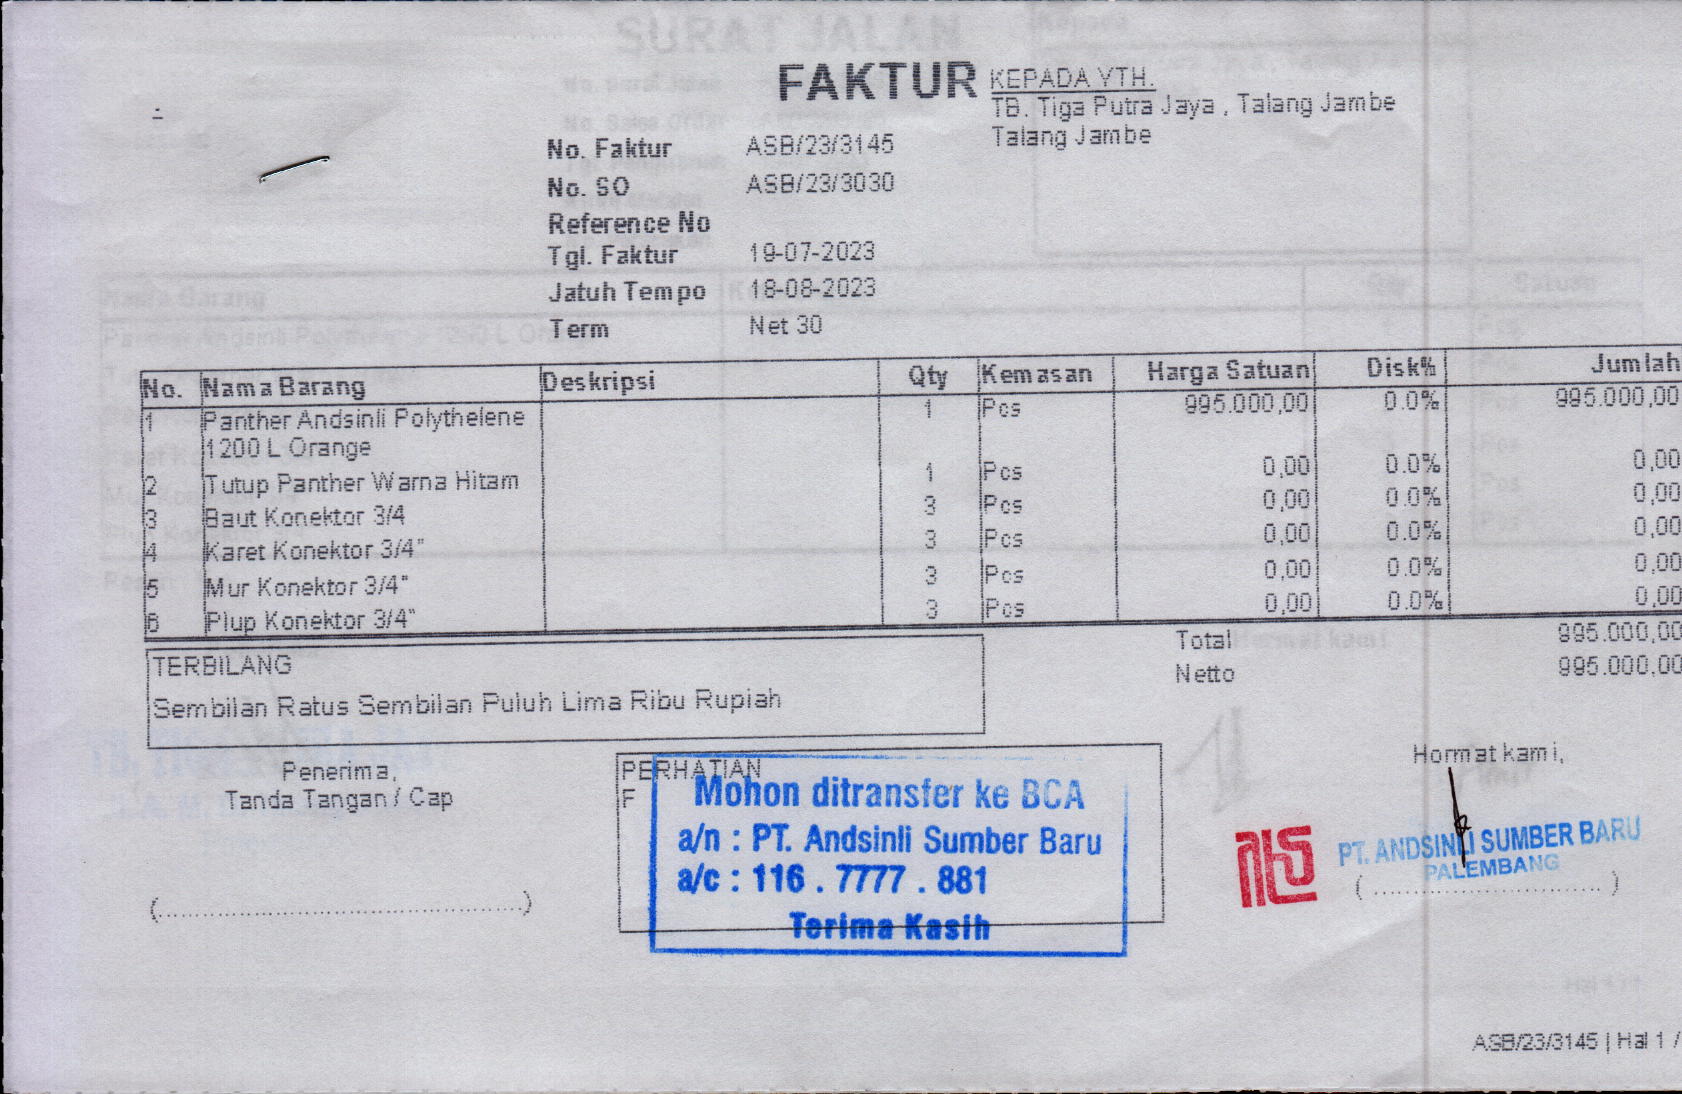 FAKTUR
KEPADA YTH.
TB. Tiga Putra Jaya , Talang Jambe
Talang Jambe
No. Faktur ASB/23/3145
No. SO ASB/23/3030
Reference No
Tgl. Faktur 19-07-2023
Jatuh Tempo 18-08-2023
Term Net 30
No. Nama Barang Deskripsi Qty Kemasan Harga Satuan Disk% Jumlah
1 Panther Andsinli Polythelene 1 Pcs 995.000,00 0.0% 995.000,00
1200 L Orange
2 Tutup Panther Warna Hitam 1 Pcs 0,00 0.0% 0,00
3 Baut Konektor 3/4 3 Pcs 0,00 0.0% 0,00
4 Karet Konektor 3/4" 3 Pcs 0,00 0.0% 0,00
5 Mur Konektor 3/4" 3 Pcs 0,00 0.0% 0,00
6 Plup Konektor 3/4" 3 Pcs 0,00 0.0% 0,00
Total 995.000,00
Netto 995.000,00
TERBILANG
Sembilan Ratus Sembilan Puluh Lima Ribu Rupiah
Penerima,
Tanda Tangan / Cap
(..................................................)
PERHATIAN
F
Mohon ditransfer ke BCA
a/n : PT. Andsinli Sumber Baru
a/c : 116 . 7777 . 881
Terima Kasih
Hormat kami,
PT. ANDSINLI SUMBER BARU
PALEMBANG
(..............................)
ASB/23/3145 | Hal 1 /